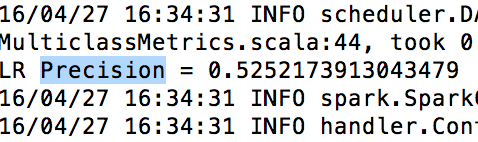 16/04/27 16:34:31 INFO scheduler.DA
MulticlassMetrics.scala:44, took 0
LR Precision = 0.5252173913043479
16/04/27 16:34:31 INFO spark.Spark
16/04/27 16:34:31 INFO handler.Con